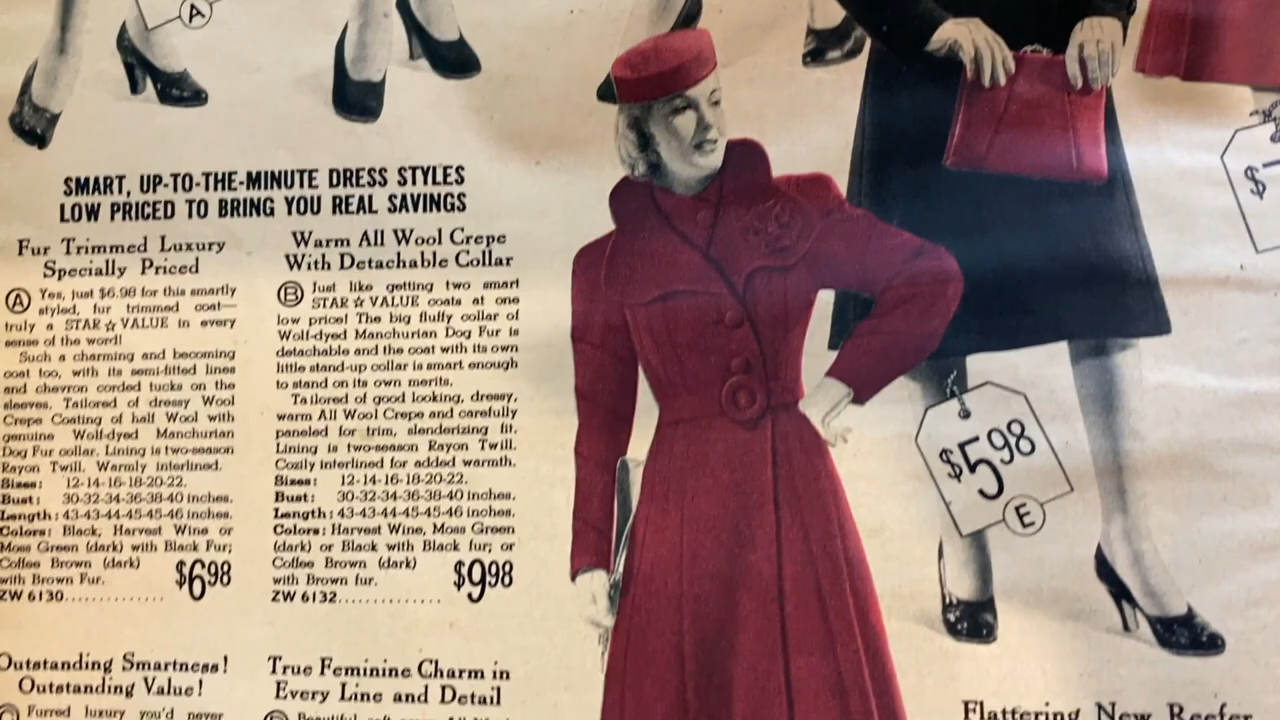 A
SMART, UP-TO-THE-MINUTE DRESS STYLES
LOW PRICED TO BRING YOU REAL SAVINGS
Fur Trimmed Luxury
Specially Priced
A Yes, just $6.98 for this smartly
styled, fur trimmed coat—
truly a STAR☆VALUE in every
sense of the word!
Such a charming and becoming
coat too, with its semi-fitted lines
and chevron corded tucks on the
sleeves. Tailored of dressy Wool
Crepe Coating of half Wool with
genuine Wolf-dyed Manchurian
Dog Fur collar. Lining is two-season
Rayon Twill. Warmly interlined.
Sizes: 12-14-16-18-20-22.
Bust: 30-32-34-36-38-40 inches.
Length: 43-43-44-45-45-46 inches.
Colors: Black, Harvest Wine or
Moss Green (dark) with Black Fur;
Coffee Brown (dark)
with Brown Fur.
ZW 6130.............. $6.98
Warm All Wool Crepe
With Detachable Collar
B Just like getting two smart
STAR☆VALUE coats at one
low price! The big fluffy collar of
Wolf-dyed Manchurian Dog Fur is
detachable and the coat with its own
little stand-up collar is smart enough
to stand on its own merits.
Tailored of good looking, dressy,
warm All Wool Crepe and carefully
paneled for trim, slenderizing fit.
Lining is two-season Rayon Twill.
Cozily interlined for added warmth.
Sizes: 12-14-16-18-20-22.
Bust: 30-32-34-36-38-40 inches.
Length: 43-43-44-45-45-46 inches.
Colors: Harvest Wine, Moss Green
(dark) or Black with Black fur; or
Coffee Brown (dark)
with Brown fur.
ZW 6132.............. $9.98
Outstanding Smartness!
Outstanding Value!
Furred luxury you'd never
True Feminine Charm in
Every Line and Detail
$5.98
E
$
Flattering New Reefer